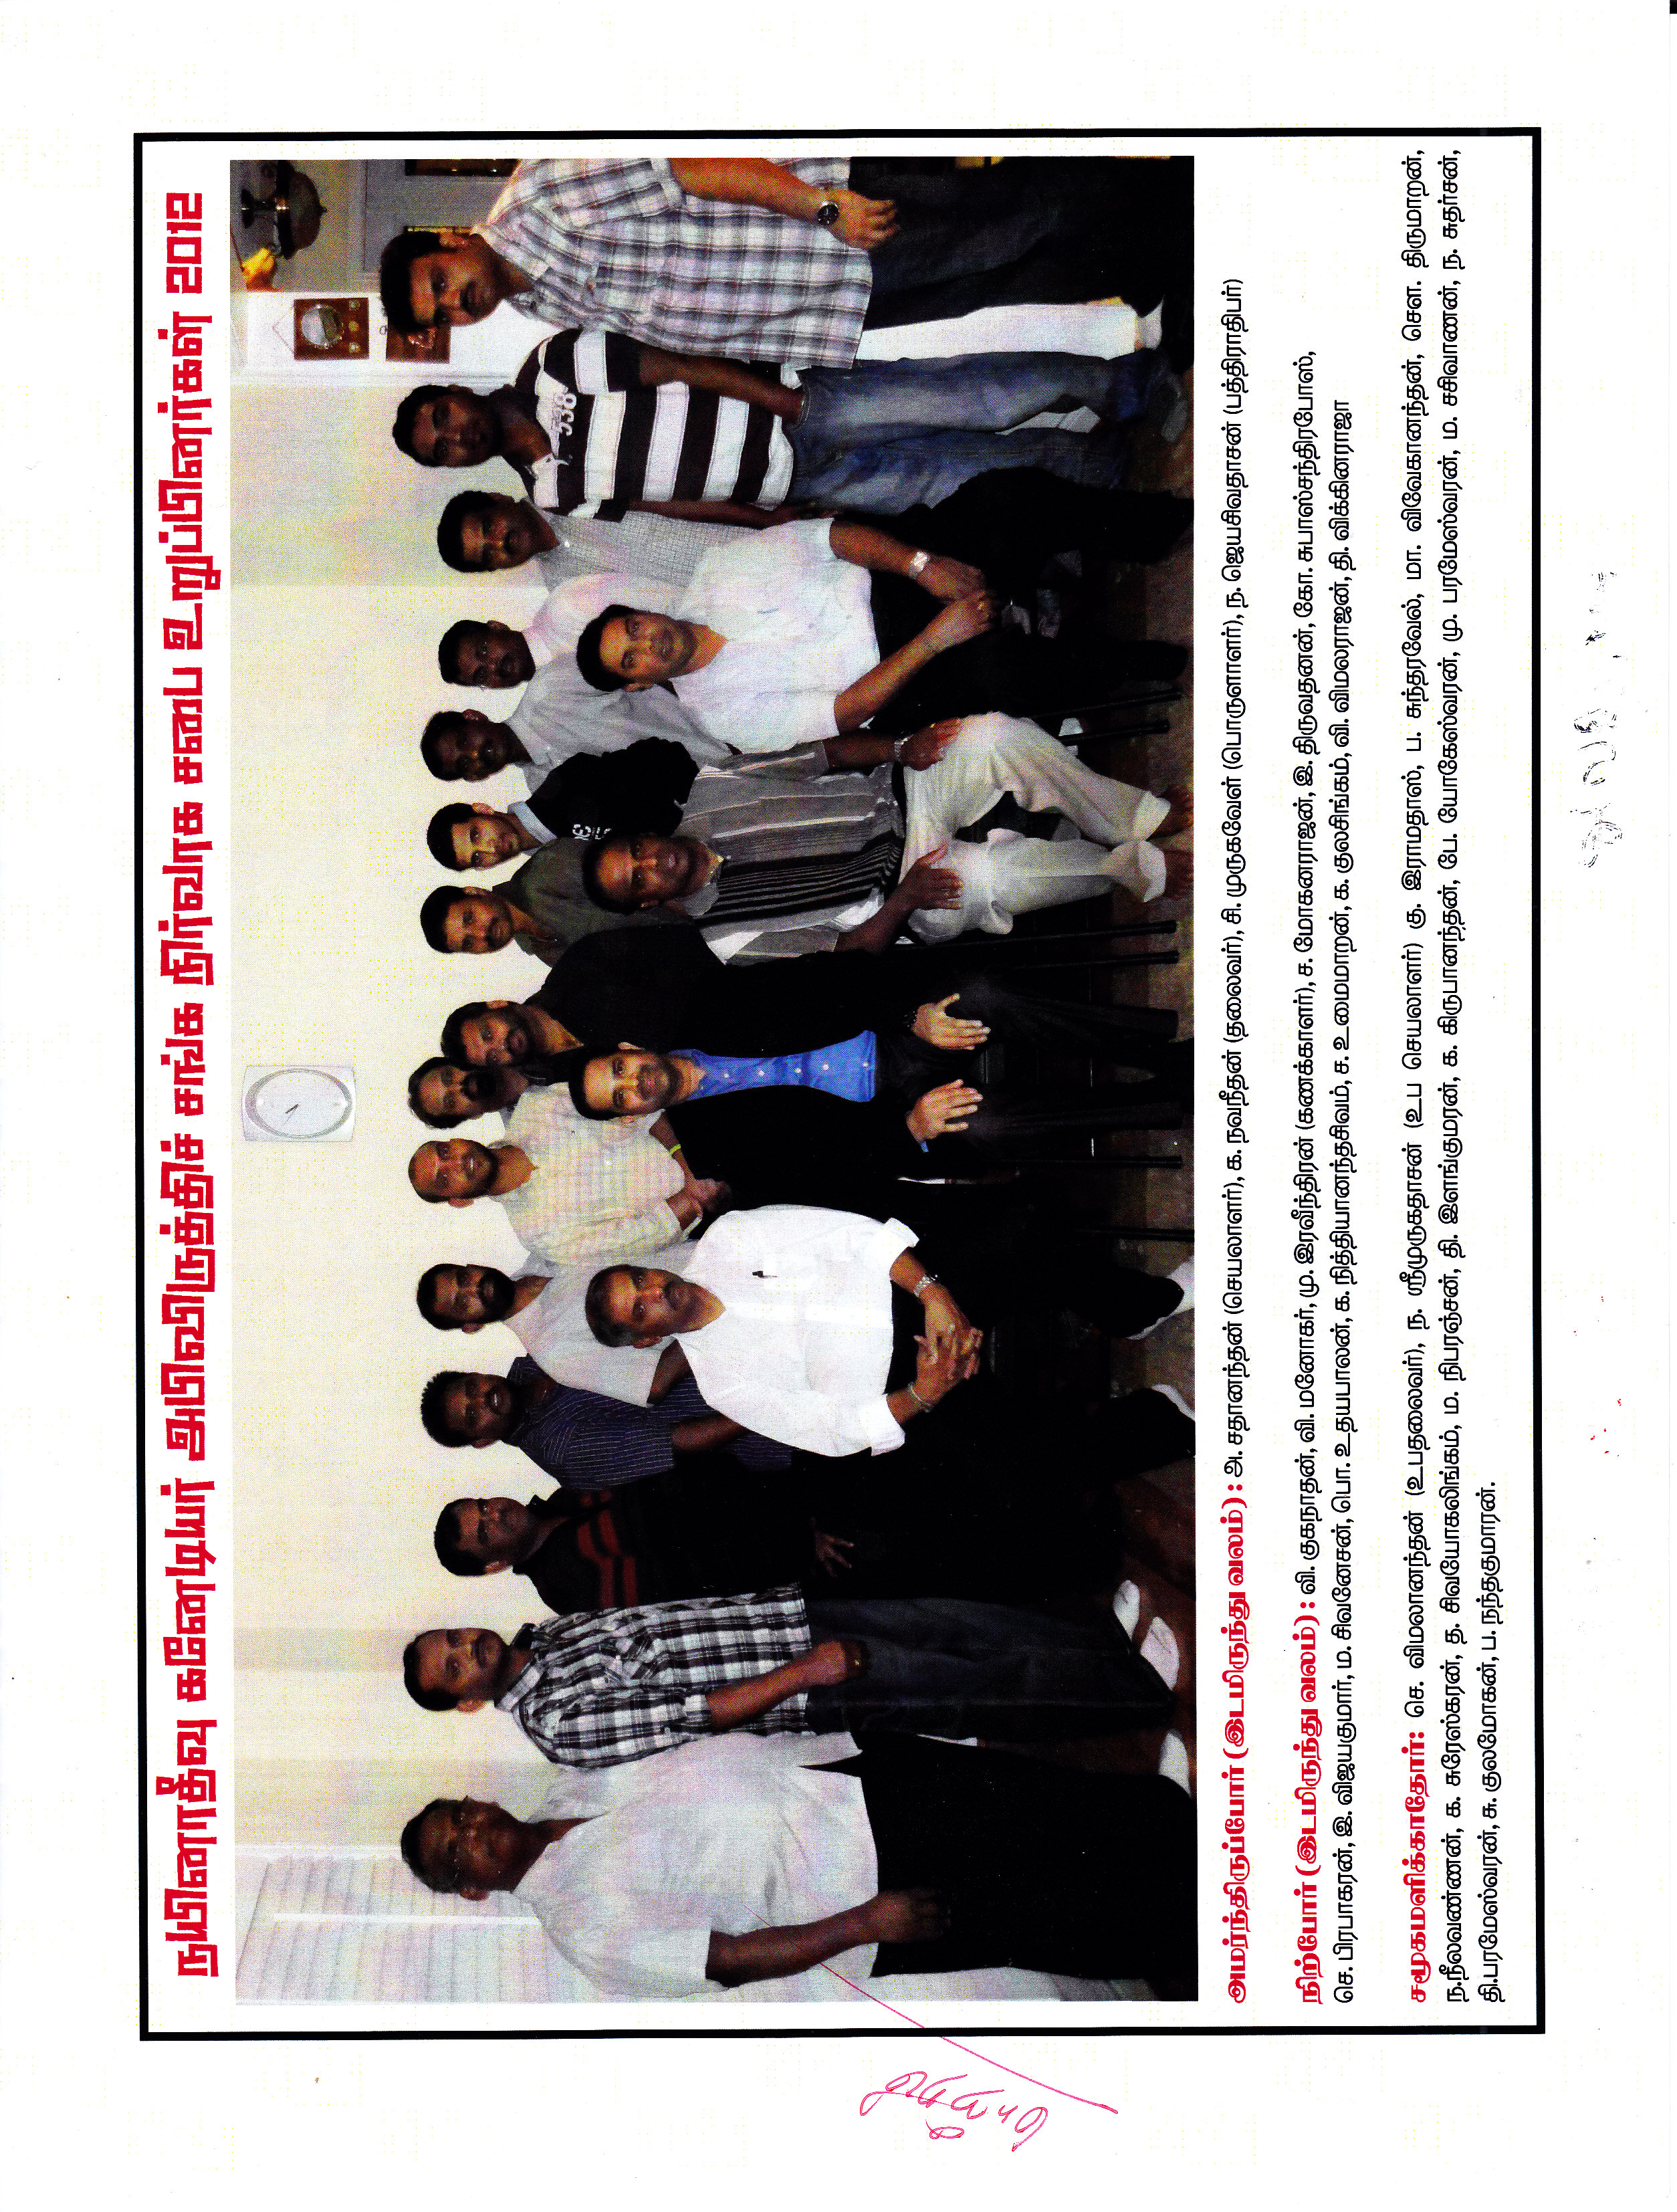 நயினாதீவு கனேடியர் அபிவிருத்திச் சங்க நிர்வாக சபை உறுப்பினர்கள் 2012
538
அமர்ந்திருப்போர் (இடமிருந்து வலம்) : அ. சதானந்தன் (செயலாளர்), க. நவநீதன் (தலைவர்), சி. முருகவேள் (பொருளாளர்), ந. ஜெயசிவதாசன் (பத்திராதிபர்)
நிற்போர் (இடமிருந்து வலம்) : வி. குகநாதன், வி. மனோகர், மு. இரவீந்திரன் (கணக்காளர்), ச. மோகனராஜன், இ. திருவதனன், கோ. சுபாஸ்சந்திரபோஸ்,
செ. பிரபாகரன், இ. விஜயகுமார், ம. சிவனேசன், பொ. உதயபாலன், க. நித்தியானந்தசிவம், ச. உமைமாறன், க. குலசிங்கம், வி. விமலராஜன், தி. விக்கினராஜா
சமூகமளிக்காதோர்: செ. விமலானந்தன் (உபதலைவர்), ந. ஸ்ரீமுருகதாசன் (உப செயலாளர்) கு. இராமதாஸ், ப. சுந்தரவேல், மா. விவேகானந்தன், சௌ. திருமாறன்,
ந.நீலவண்ணன், க. சுரேஸ்கரன், த. சிவயோகலிங்கம், ம. நிபரஞ்சன், தி. இளங்குமரன், க. கிருபானந்தன், பே. யோகேஸ்வரன், மு. பரமேஸ்வரன், ம. சசிவாணன், ந. சுதர்சன்,
தி.பரமேஸ்வரன், சு. குலமோகன், ப. நந்தகுமாரன்.